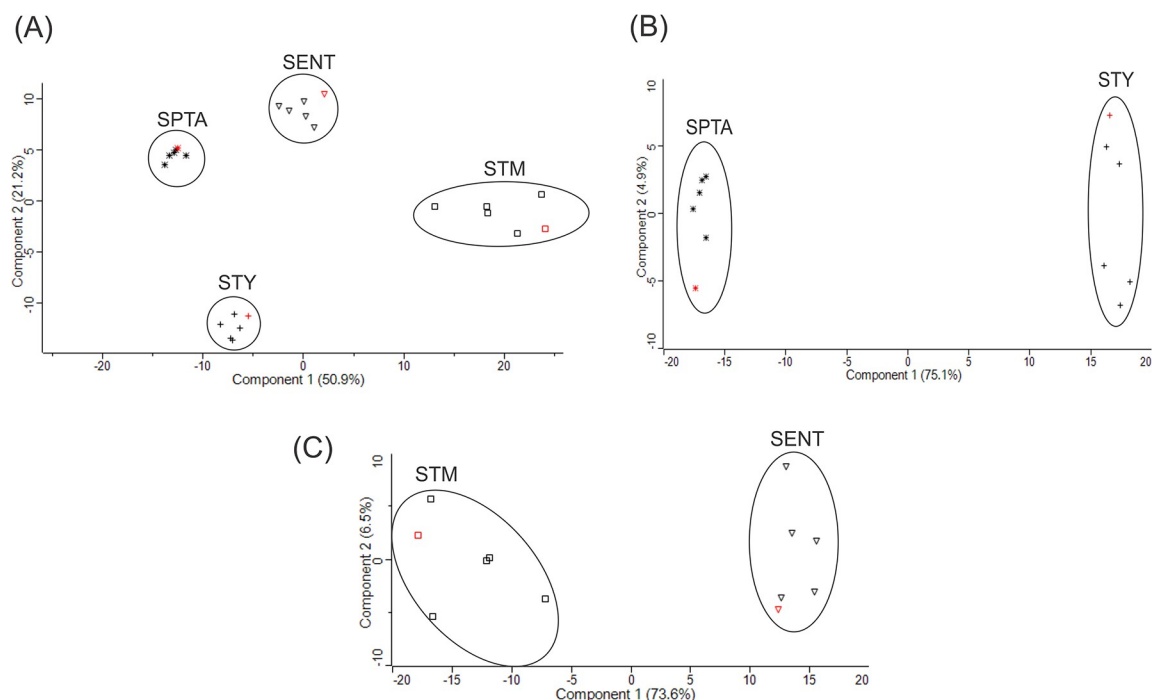 (A)
SENT
SPTA
STM
STY
Component 2 (21.2%)
10
5
0
-5
-10
-20
-10
0
10
20
Component 1 (50.9%)
(B)
SPTA
STY
Component 2 (4.9%)
5
0
-5
-10
10
-20
-15
-10
-5
0
5
10
15
20
Component 1 (75.1%)
(C)
STM
SENT
Component 2 (6.5%)
10
0
-10
-20
-15
-10
-5
0
5
10
15
20
Component 1 (73.6%)